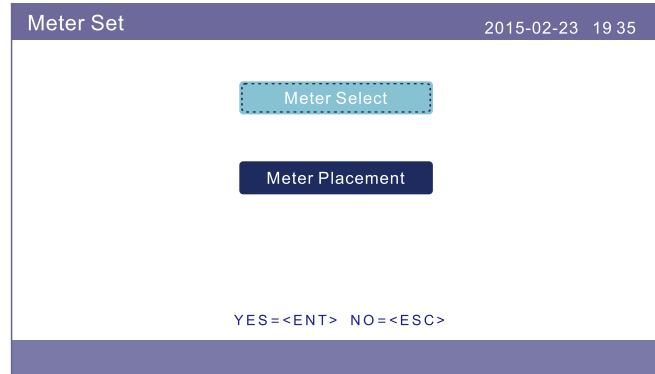 Meter Set
2015-02-23 19 35
Meter Select
Meter Placement
YES=<ENT> NO=<ESC>